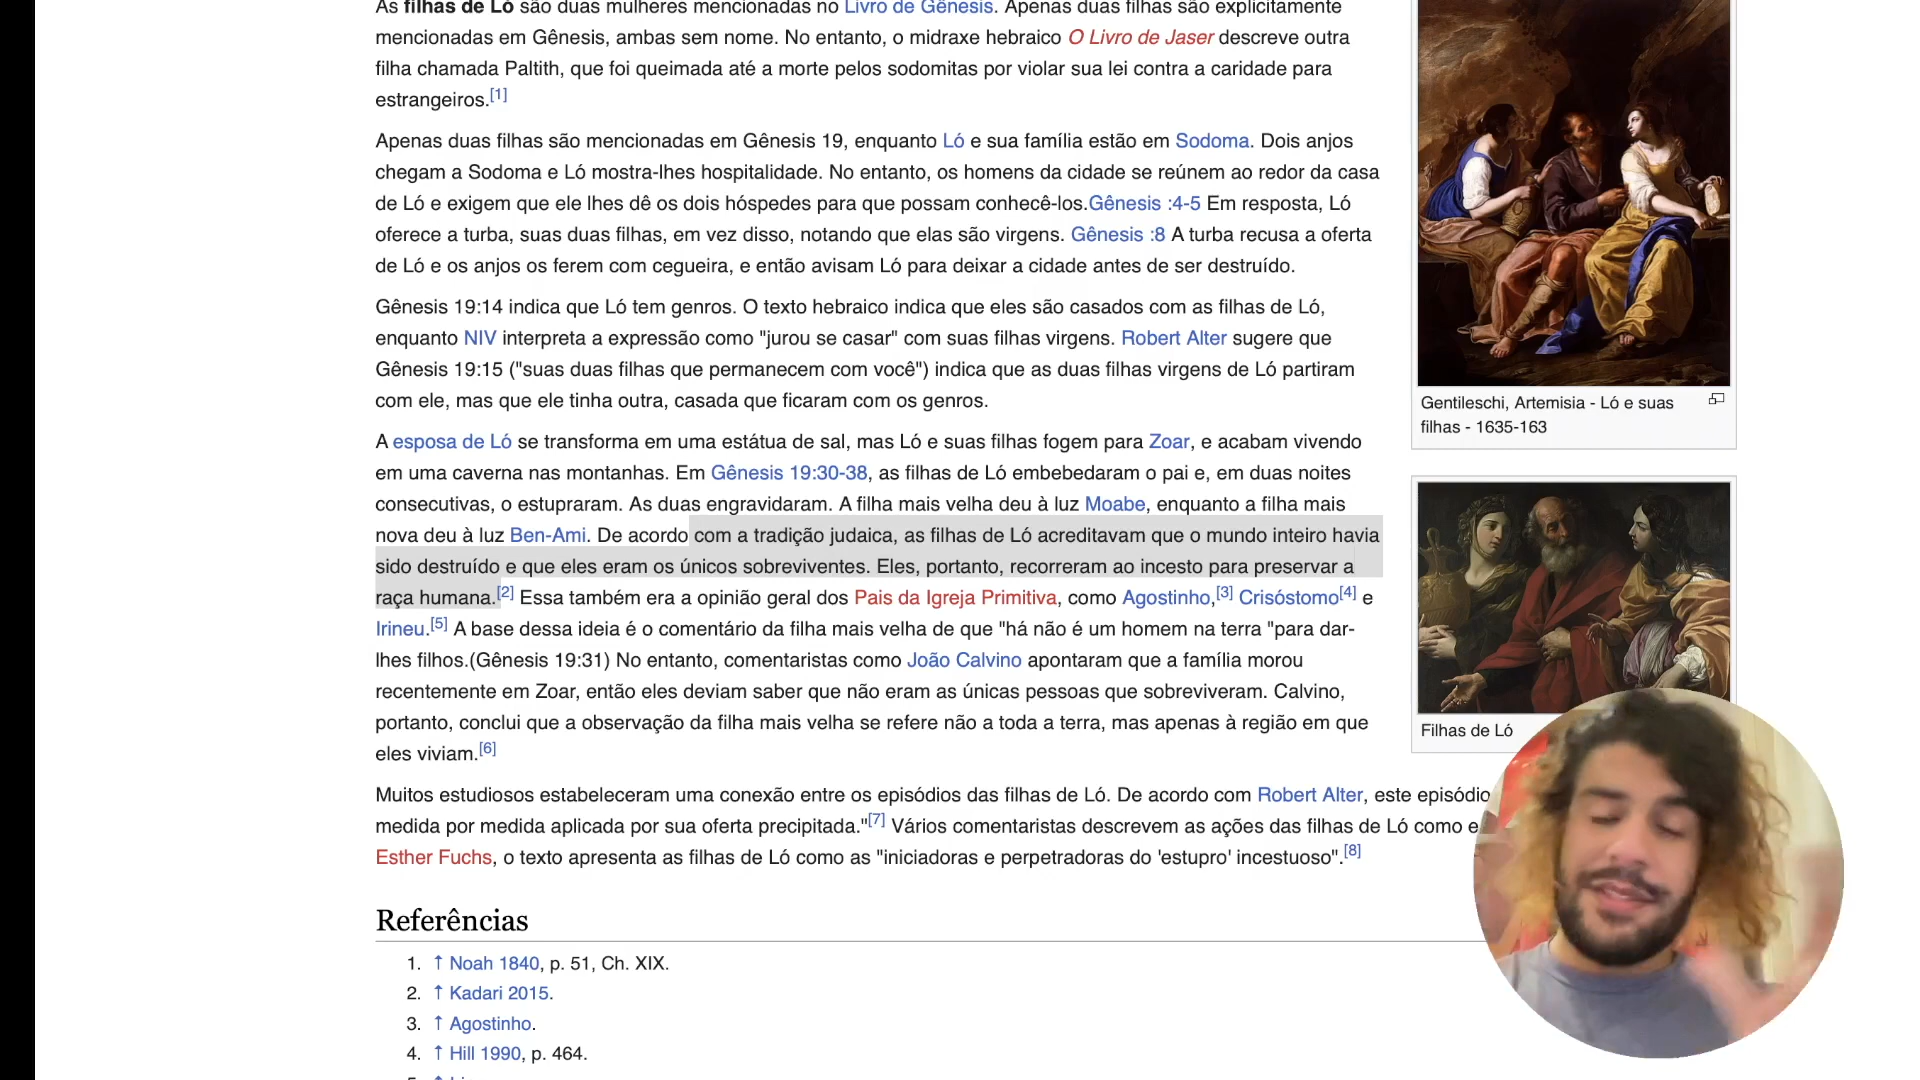 As filhas de Ló são duas mulheres mencionadas no Livro de Gênesis. Apenas duas filhas são explicitamente
mencionadas em Gênesis, ambas sem nome. No entanto, o midraxe hebraico O Livro de Jaser descreve outra
filha chamada Paltith, que foi queimada até a morte pelos sodomitas por violar sua lei contra a caridade para
estrangeiros.[1]
Apenas duas filhas são mencionadas em Gênesis 19, enquanto Ló e sua família estão em Sodoma. Dois anjos
chegam a Sodoma e Ló mostra-lhes hospitalidade. No entanto, os homens da cidade se reúnem ao redor da casa
de Ló e exigem que ele lhes dê os dois hóspedes para que possam conhecê-los.Gênesis :4-5 Em resposta, Ló
oferece a turba, suas duas filhas, em vez disso, notando que elas são virgens. Gênesis :8 A turba recusa a oferta
de Ló e os anjos os ferem com cegueira, e então avisam Ló para deixar a cidade antes de ser destruído.
Gênesis 19:14 indica que Ló tem genros. O texto hebraico indica que eles são casados com as filhas de Ló,
enquanto NIV interpreta a expressão como "jurou se casar" com suas filhas virgens. Robert Alter sugere que
Gênesis 19:15 ("suas duas filhas que permanecem com você") indica que as duas filhas virgens de Ló partiram
com ele, mas que ele tinha outra, casada que ficaram com os genros.
A esposa de Ló se transforma em uma estátua de sal, mas Ló e suas filhas fogem para Zoar, e acabam vivendo
em uma caverna nas montanhas. Em Gênesis 19:30-38, as filhas de Ló embebedaram o pai e, em duas noites
consecutivas, o estupraram. As duas engravidaram. A filha mais velha deu à luz Moabe, enquanto a filha mais
nova deu à luz Ben-Ami. De acordo com a tradição judaica, as filhas de Ló acreditavam que o mundo inteiro havia
sido destruído e que eles eram os únicos sobreviventes. Eles, portanto, recorreram ao incesto para preservar a
raça humana.[2] Essa também era a opinião geral dos Pais da Igreja Primitiva, como Agostinho,[3] Crisóstomo[4] e
Irineu.[5] A base dessa ideia é o comentário da filha mais velha de que "há não é um homem na terra "para dar-
lhes filhos.(Gênesis 19:31) No entanto, comentaristas como João Calvino apontaram que a família morou
recentemente em Zoar, então eles deviam saber que não eram as únicas pessoas que sobreviveram. Calvino,
portanto, conclui que a observação da filha mais velha se refere não a toda a terra, mas apenas à região em que
eles viviam.[6]
Muitos estudiosos estabeleceram uma conexão entre os episódios das filhas de Ló. De acordo com Robert Alter, este episódio
medida por medida aplicada por sua oferta precipitada."[7] Vários comentaristas descrevem as ações das filhas de Ló como e
Esther Fuchs, o texto apresenta as filhas de Ló como as "iniciadoras e perpetradoras do 'estupro' incestuoso".[8]
Gentileschi, Artemisia - Ló e suas
filhas - 1635-163
Filhas de Ló
Referências
1. ↑ Noah 1840, p. 51, Ch. XIX.
2. ↑ Kadari 2015.
3. ↑ Agostinho.
4. ↑ Hill 1990, p. 464.